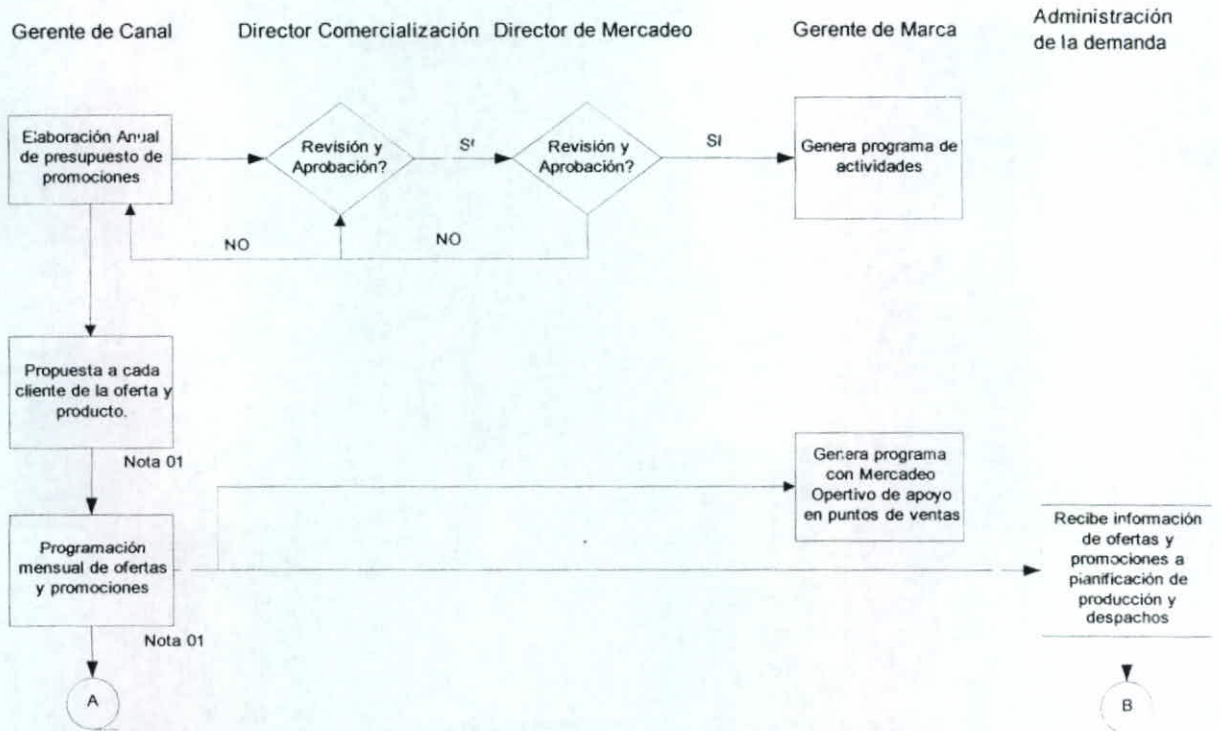 Gerente de Canal
Director Comercialización
Director de Mercadeo
Gerente de Marca
Administración
de la demanda
Elaboración Anual
de presupuesto de
promociones
Revisión y
Aprobación?
SI
Revisión y
Aprobación?
SI
Genera programa de
actividades
NO
NO
Propuesta a cada
cliente de la oferta y
producto.
Nota 01
Genera programa
con Mercadeo
Opertivo de apoyo
en puntos de ventas
Programación
mensual de ofertas
y promociones
Nota 01
Recibe información
de ofertas y
promociones a
planificación de
producción y
despachos
A
B